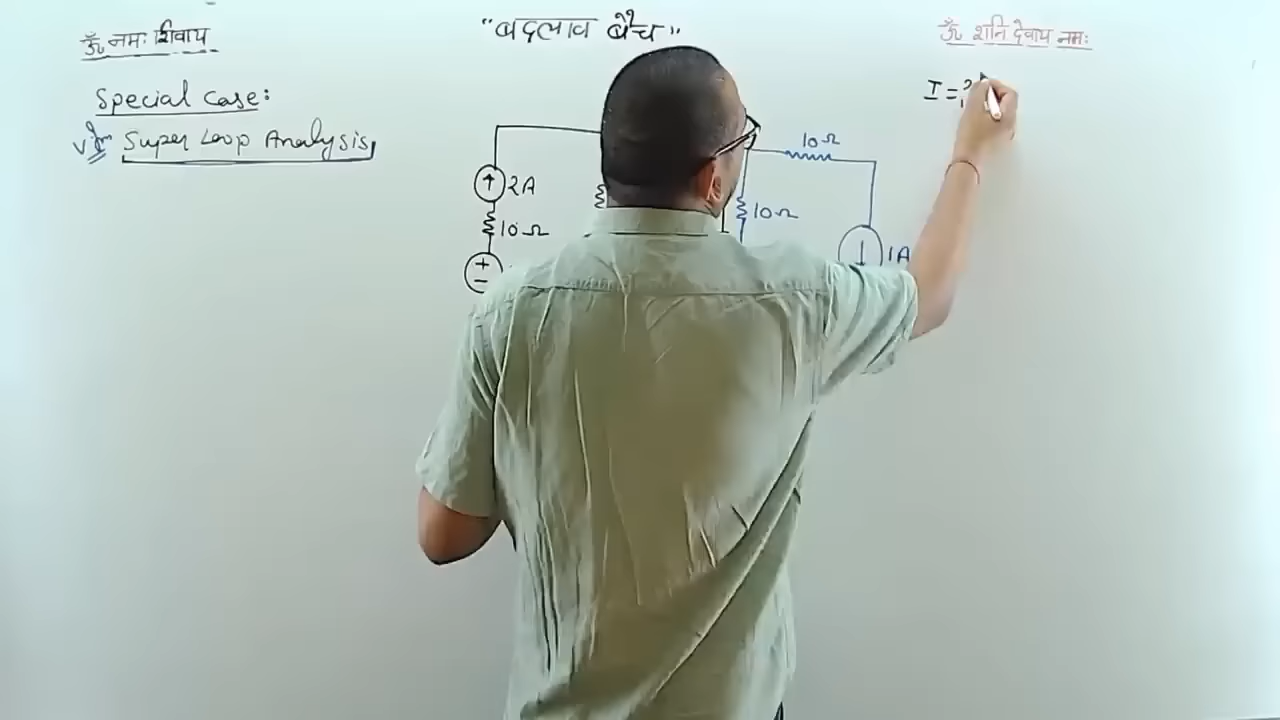 ॐ नमः शिवाय
"बदलाव बैच"
ॐ शनि देवाय नमः
Special Case:
Super Loop Analysis
2A
10Ω
+
-
10Ω
10Ω
1A
I =